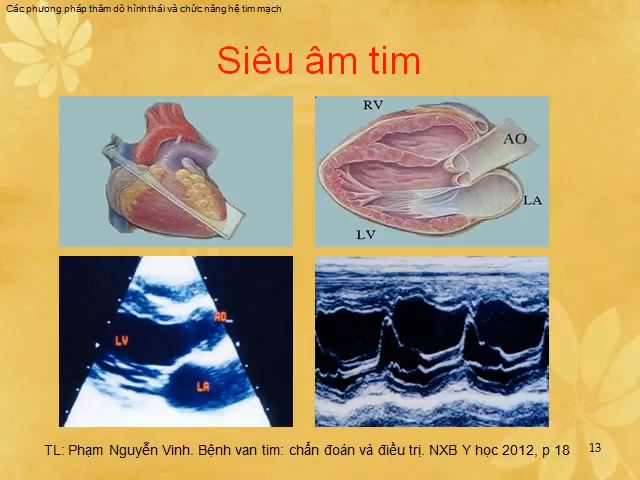 Các phương pháp thăm dò hình thái và chức năng hệ tim mạch
Siêu âm tim
RV
AO
LA
LV
AO
LV
LA
TL: Phạm Nguyễn Vinh. Bệnh van tim: chẩn đoán và điều trị. NXB Y học 2012, p 18
13